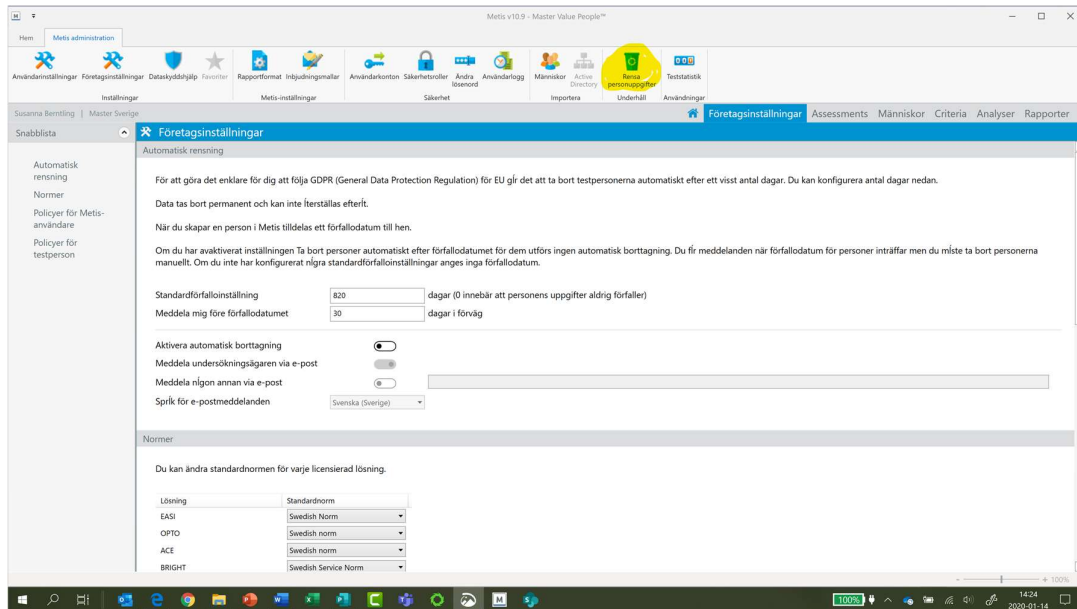 Metis v10.9 - Master Value People™
Hem
Metis administration
Användarinställningar
Företagsinställningar
Dataskyddshjälp
Favoriter
Rapportformat
Inbjudningsmallar
Användarkonton
Säkerhetsroller
Ändra lösenord
Användarlogg
Människor
Active Directory
Rensa personuppgifter
Teststatistik
Inställningar
Metis-inställningar
Säkerhet
Importera
Underhåll
Användningar
Susanna Berntling | Master Sverige
Företagsinställningar Assessments Människor Criteria Analyser Rapporter
Snabblista
Automatisk
rensning
Normer
Policyer för Metis-
användare
Policyer för
testperson
Företagsinställningar
Automatisk rensning
För att göra det enklare för dig att följa GDPR (General Data Protection Regulation) för EU gĺr det att ta bort testpersonerna automatiskt efter ett visst antal dagar. Du kan konfigurera antal dagar nedan.
Data tas bort permanent och kan inte ĺterställas efterĺt.
När du skapar en person i Metis tilldelas ett förfallodatum till hen.
Om du har avaktiverat inställningen Ta bort personer automatiskt efter förfallodatumet för dem utförs ingen automatisk borttagning. Du fĺr meddelanden när förfallodatum för personer inträffar men du mĺste ta bort personerna
manuellt. Om du inte har konfigurerat nĺgra standardförfalloinställningar anges inga förfallodatum.
Standardförfalloinställning 820 dagar (0 innebär att personens uppgifter aldrig förfaller)
Meddela mig före förfallodatumet 30 dagar i förväg
Aktivera automatisk borttagning
Meddela undersökningsägaren via e-post
Meddela nĺgon annan via e-post
Sprĺk för e-postmeddelanden Svenska (Sverige)
Normer
Du kan ändra standardnormen för varje licensierad lösning.
Lösning Standardnorm
EASI Swedish Norm
OPTO Swedish norm
ACE Swedish norm
BRIGHT Swedish Service Norm
+ 100%
100%
14:24
2020-01-14